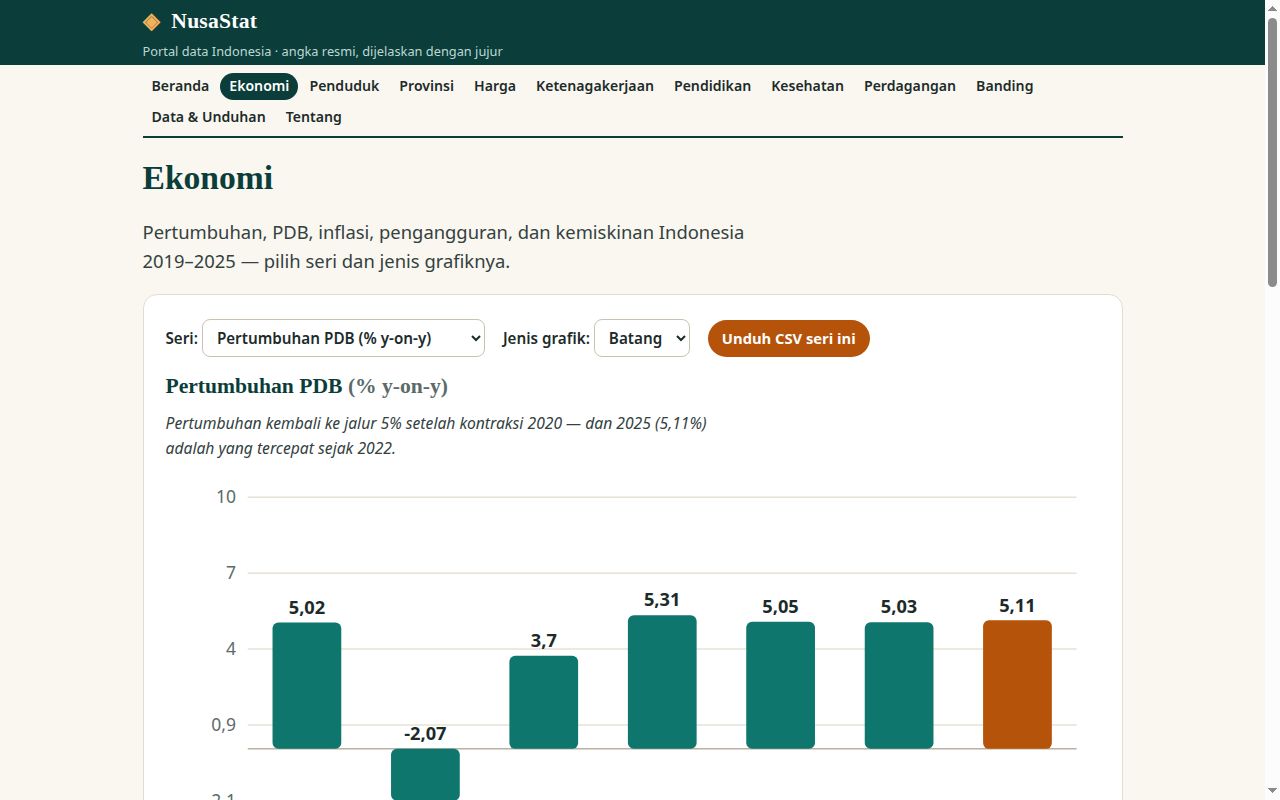 NusaStat
Portal data Indonesia · angka resmi, dijelaskan dengan jujur
Beranda Ekonomi Penduduk Provinsi Harga Ketenagakerjaan Pendidikan Kesehatan Perdagangan Banding
Data & Unduhan Tentang
Ekonomi
Pertumbuhan, PDB, inflasi, pengangguran, dan kemiskinan Indonesia
2019–2025 — pilih seri dan jenis grafiknya.
Seri: Pertumbuhan PDB (% y-on-y) Jenis grafik: Batang Unduh CSV seri ini
Pertumbuhan PDB (% y-on-y)
Pertumbuhan kembali ke jalur 5% setelah kontraksi 2020 — dan 2025 (5,11%)
adalah yang tercepat sejak 2022.
10
7
5,02 5,31 5,05 5,03 5,11
4 3,7
0,9
-2,07